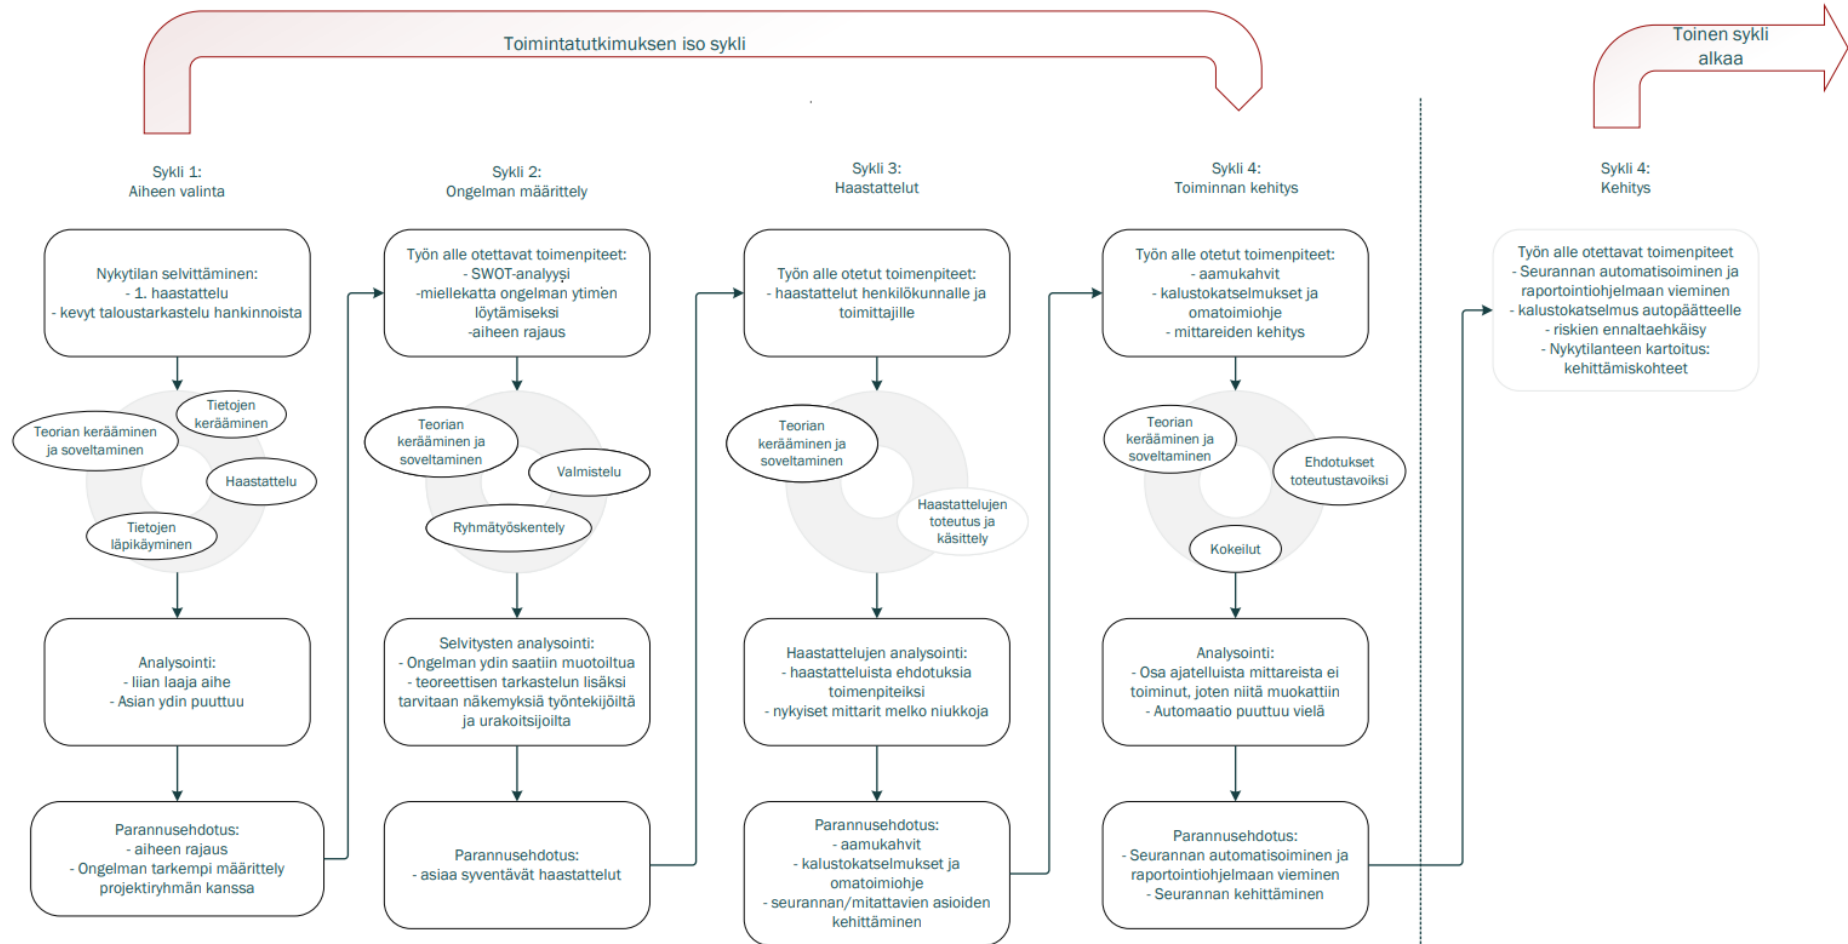 Toimintatutkimuksen iso sykli
Toinen sykli
alkaa
Sykli 1:
Aiheen valinta
Nykytilan selvittäminen:
- 1. haastattelu
- kevyt taloustarkastelu hankinnoista
Tietojen
kerääminen
Teorian kerääminen
ja soveltaminen
Haastattelu
Tietojen
läpikäyminen
Analysointi:
- liian laaja aihe
- Asian ydin puuttuu
Parannusehdotus:
- aiheen rajaus
- Ongelman tarkempi määrittely
projektiryhmän kanssa
Sykli 2:
Ongelman määrittely
Työn alle otettavat toimenpiteet:
- SWOT-analyysi
-miellekatta ongelman ytimen
löytämiseksi
-aiheen rajaus
Teorian
kerääminen ja
soveltaminen
Valmistelu
Ryhmätyöskentely
Selvitysten analysointi:
- Ongelman ydin saatiin muotoiltua
- teoreettisen tarkastelun lisäksi
tarvitaan näkemyksiä työntekijöiltä
ja urakoitsijoilta
Parannusehdotus:
- asiaa syventävät haastattelut
Sykli 3:
Haastattelut
Työn alle otetut toimenpiteet:
- haastattelut henkilökunnalle ja
toimittajille
Teorian
kerääminen ja
soveltaminen
Haastattelujen
toteutus ja
käsittely
Haastattelujen analysointi:
- haastatteluista ehdotuksia
toimenpiteiksi
- nykyiset mittarit melko niukkoja
Parannusehdotus:
- aamukahvit
- kalustokatselmukset ja
omatoimiohje
- seurannan/mitattavien asioiden
kehittäminen
Sykli 4:
Toiminnan kehitys
Työn alle otetut toimenpiteet:
- aamukahvit
- kalustokatselmukset ja
omatoimiohje
- mittareiden kehitys
Teorian
kerääminen ja
soveltaminen
Ehdotukset
toteutustavoiksi
Kokeilut
Analysointi:
- Osa ajatelluista mittareista ei
toiminut, joten niitä muokattiin
- Automaatio puuttuu vielä
Parannusehdotus:
- Seurannan automatisoiminen ja
raportointiohjelmaan vieminen
- Seurannan kehittäminen
Sykli 4:
Kehitys
Työn alle otettavat toimenpiteet
- Seurannan automatisoiminen ja
raportointiohjelmaan vieminen
- kalustokatselmus autopäätteelle
- riskien ennaltaehkäisy
- Nykytilanteen kartoitus:
kehittämiskohteet